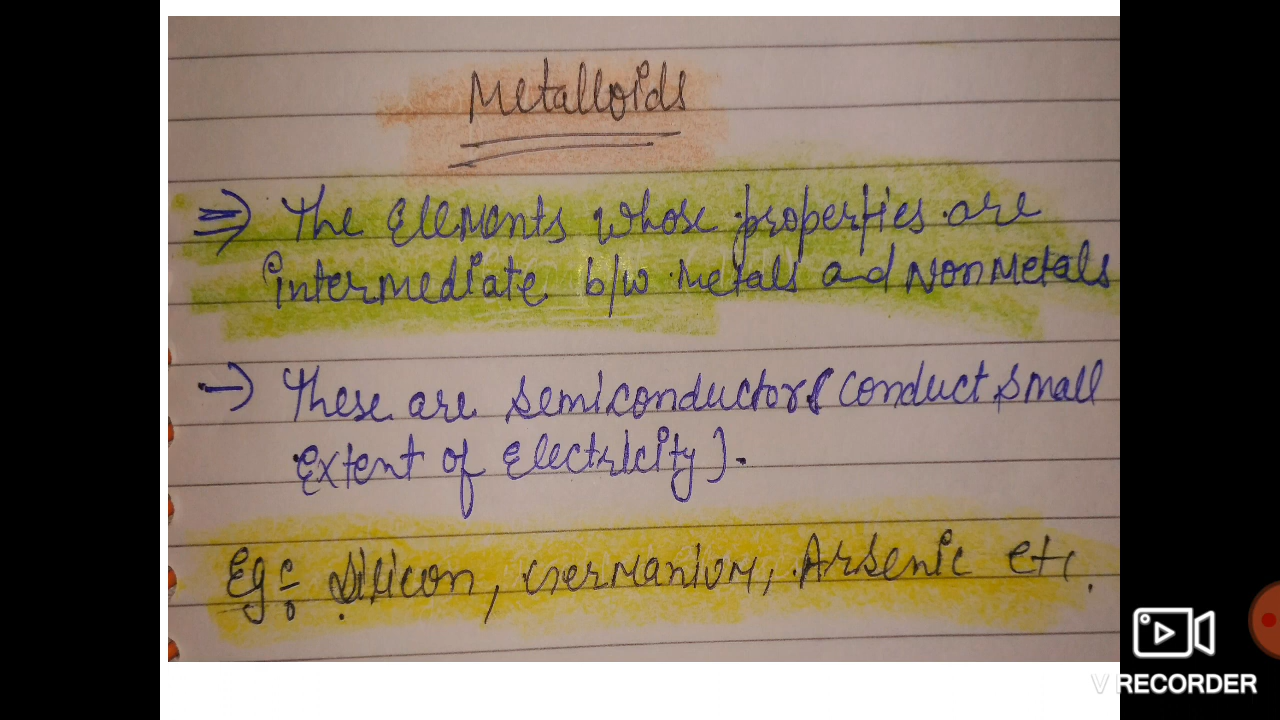 Metalloids
⇒ The Elements whose properties are
intermediate b/w Metals and NonMetals
→ These are semiconductors (conduct small
extent of Electricity).
Eg:- Silicon, Germanium, Arsenic etc.
V RECORDER